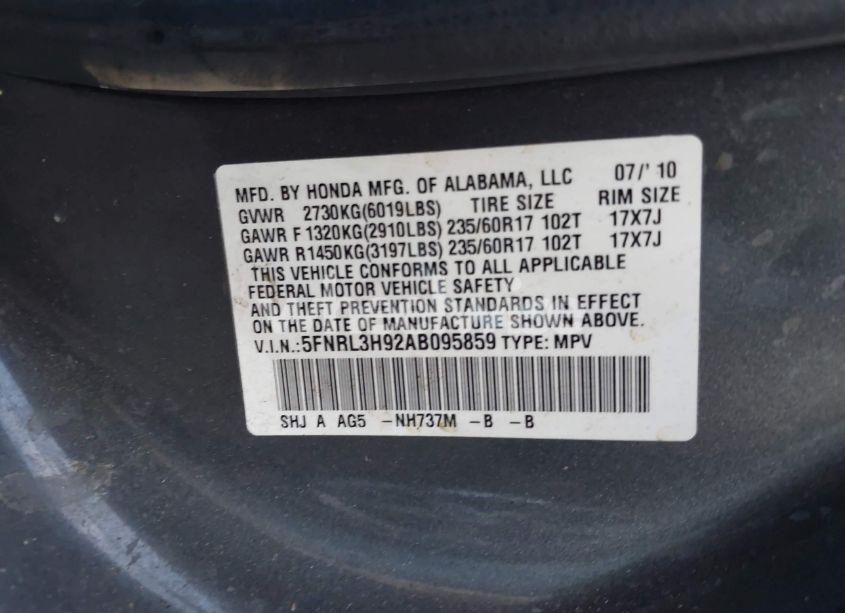 MFD. BY HONDA MFG. OF ALABAMA, LLC 07/' 10
GVWR 2730KG(6019LBS) TIRE SIZE RIM SIZE
GAWR F 1320KG(2910LBS) 235/60R17 102T 17X7J
GAWR R1450KG(3197LBS) 235/60R17 102T 17X7J
THIS VEHICLE CONFORMS TO ALL APPLICABLE
FEDERAL MOTOR VEHICLE SAFETY
AND THEFT PREVENTION STANDARDS IN EFFECT
ON THE DATE OF MANUFACTURE SHOWN ABOVE.
V.I.N.:5FNRL3H92AB095859 TYPE: MPV
SHJ A AG5 -NH737M -B -B